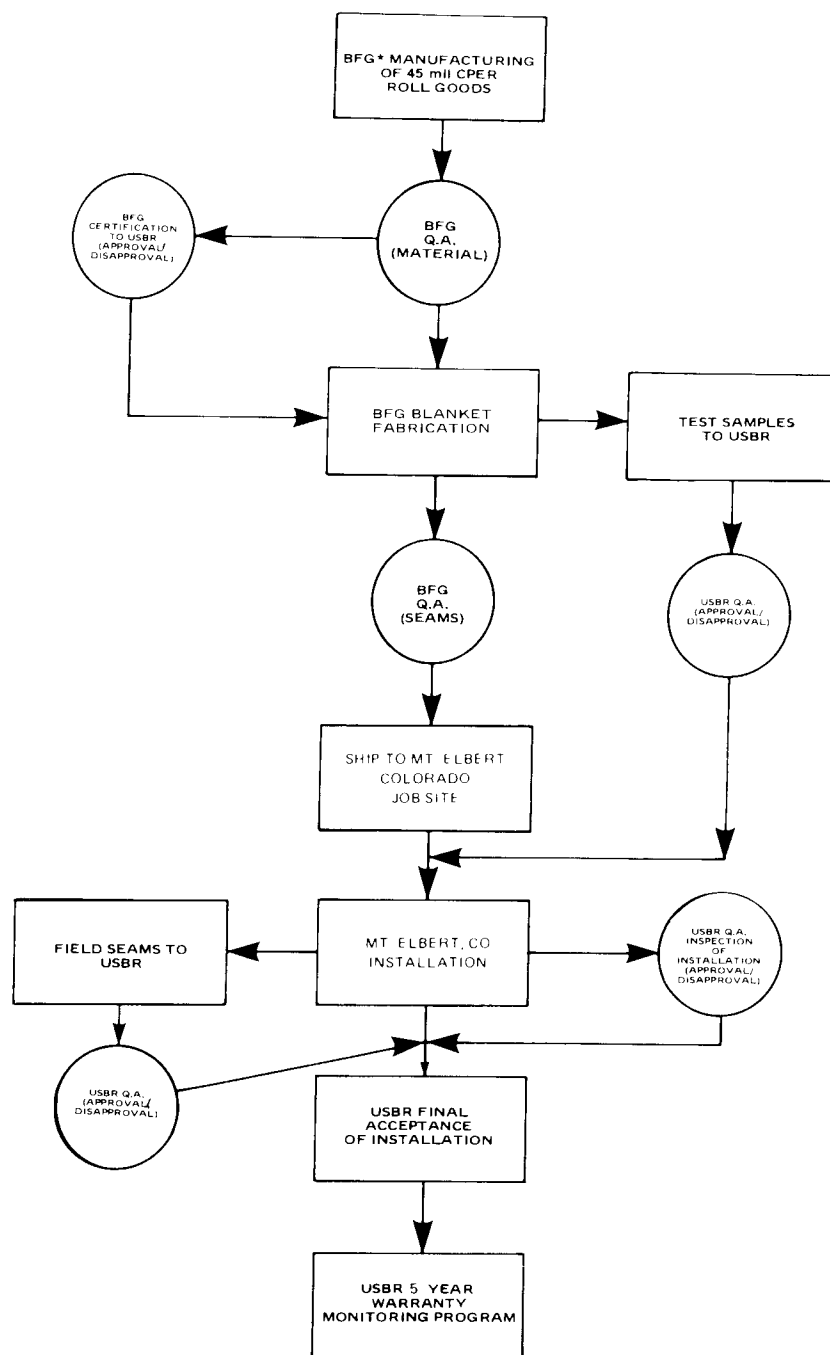 BFG* MANUFACTURING
OF 45 mil CPER
ROLL GOODS
BFG
CERTIFICATION
TO USBR
(APPROVAL/
DISAPPROVAL)
BFG
Q.A.
(MATERIAL)
BFG BLANKET
FABRICATION
TEST SAMPLES
TO USBR
BFG
Q.A.
(SEAMS)
USBR Q.A.
(APPROVAL/
DISAPPROVAL)
SHIP TO MT. ELBERT
COLORADO
JOB SITE
FIELD SEAMS TO
USBR
MT. ELBERT, CO
INSTALLATION
USBR Q.A.
INSPECTION
OF
INSTALLATION
(APPROVAL/
DISAPPROVAL)
USBR Q.A.
(APPROVAL/
DISAPPROVAL)
USBR FINAL
ACCEPTANCE
OF INSTALLATION
USBR 5 YEAR
WARRANTY
MONITORING PROGRAM